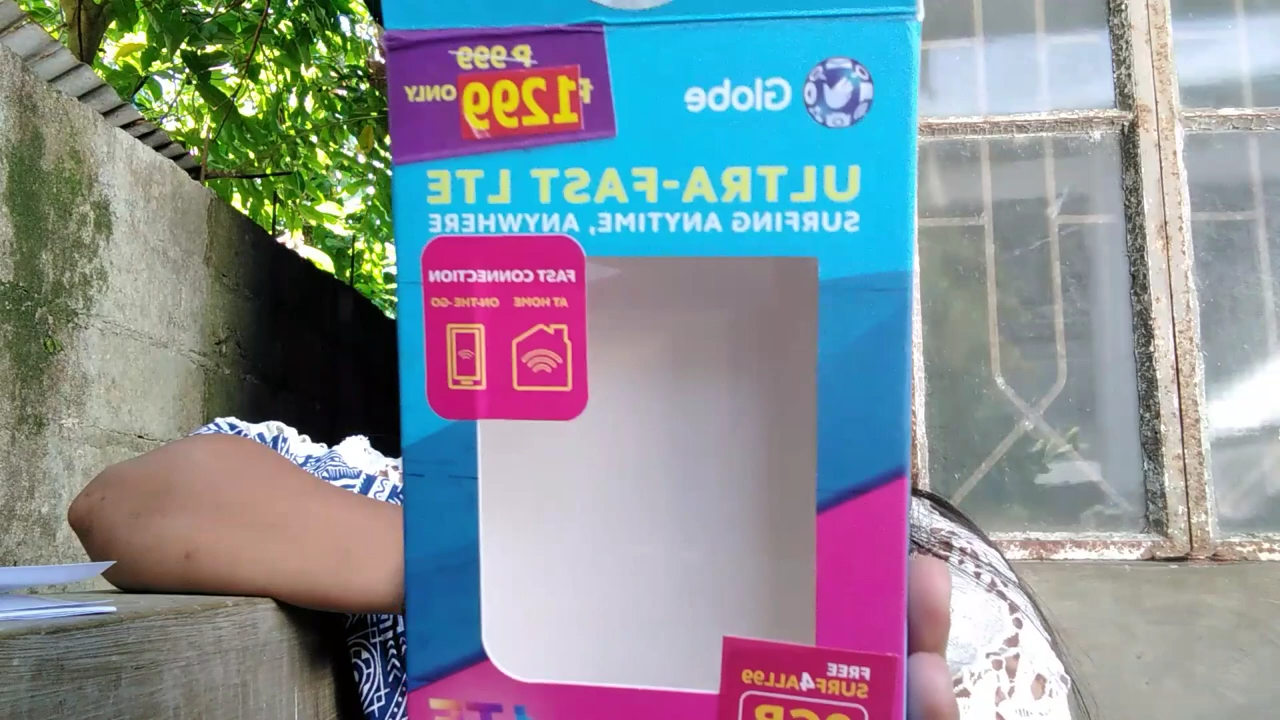 Globe
₱999
₱1299 ONLY
ULTRA-FAST LTE
SURFING ANYTIME, ANYWHERE
FAST CONNECTION
AT HOME ON-THE-GO
FREE
SURF4ALL99
LTE